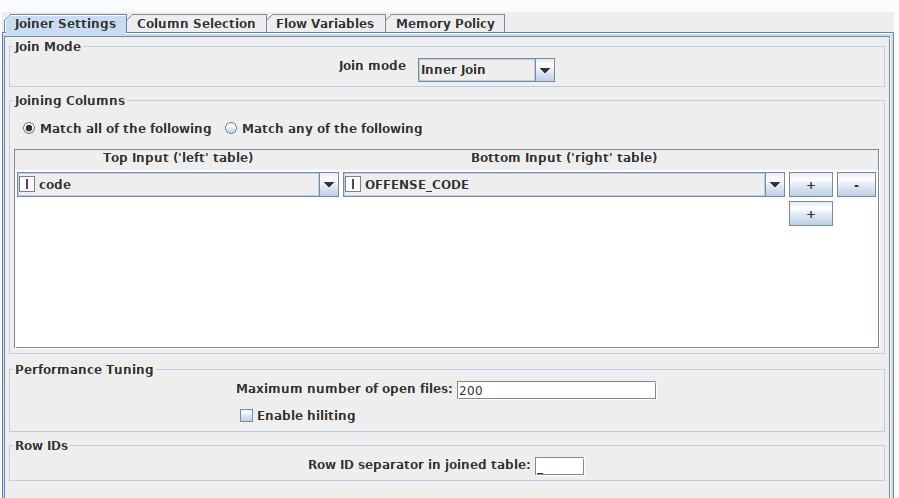 Joiner Settings Column Selection Flow Variables Memory Policy
Join Mode
Join mode Inner Join
Joining Columns
Match all of the following Match any of the following
Top Input ('left' table) Bottom Input ('right' table)
I code I OFFENSE_CODE + -
+
Performance Tuning
Maximum number of open files: 200
Enable hiliting
Row IDs
Row ID separator in joined table: _